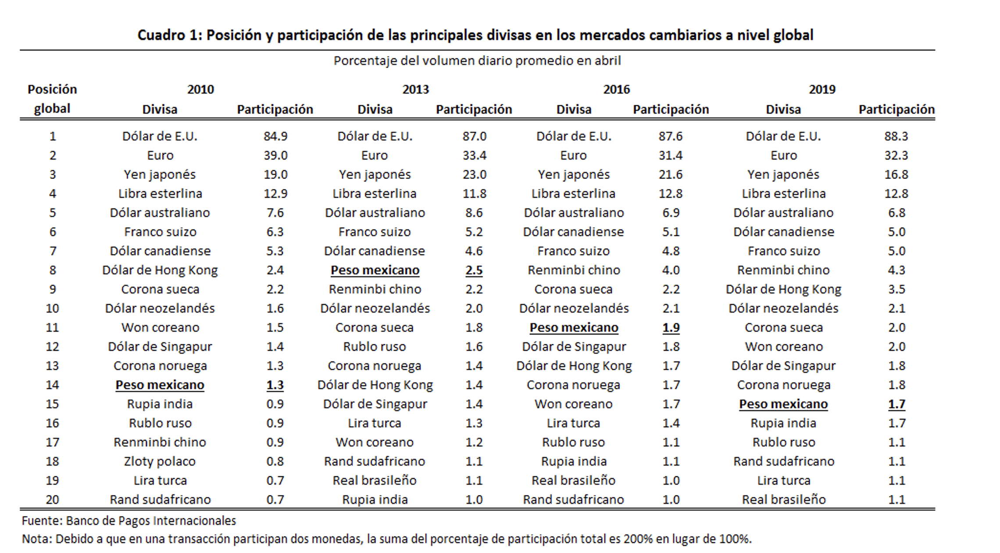 Cuadro 1: Posición y participación de las principales divisas en los mercados cambiarios a nivel global
Porcentaje del volumen diario promedio en abril
Posición 2010 2013 2016 2019
global Divisa Participación Divisa Participación Divisa Participación Divisa Participación
1 Dólar de E.U. 84.9 Dólar de E.U. 87.0 Dólar de E.U. 87.6 Dólar de E.U. 88.3
2 Euro 39.0 Euro 33.4 Euro 31.4 Euro 32.3
3 Yen japonés 19.0 Yen japonés 23.0 Yen japonés 21.6 Yen japonés 16.8
4 Libra esterlina 12.9 Libra esterlina 11.8 Libra esterlina 12.8 Libra esterlina 12.8
5 Dólar australiano 7.6 Dólar australiano 8.6 Dólar australiano 6.9 Dólar australiano 6.8
6 Franco suizo 6.3 Franco suizo 5.2 Dólar canadiense 5.1 Dólar canadiense 5.0
7 Dólar canadiense 5.3 Dólar canadiense 4.6 Franco suizo 4.8 Franco suizo 5.0
8 Dólar de Hong Kong 2.4 Peso mexicano 2.5 Renminbi chino 4.0 Renminbi chino 4.3
9 Corona sueca 2.2 Renminbi chino 2.2 Corona sueca 2.2 Dólar de Hong Kong 3.5
10 Dólar neozelandés 1.6 Dólar neozelandés 2.0 Dólar neozelandés 2.1 Dólar neozelandés 2.1
11 Won coreano 1.5 Corona sueca 1.8 Peso mexicano 1.9 Corona sueca 2.0
12 Dólar de Singapur 1.4 Rublo ruso 1.6 Dólar de Singapur 1.8 Won coreano 2.0
13 Corona noruega 1.3 Corona noruega 1.4 Dólar de Hong Kong 1.7 Dólar de Singapur 1.8
14 Peso mexicano 1.3 Dólar de Hong Kong 1.4 Corona noruega 1.7 Corona noruega 1.8
15 Rupia india 0.9 Dólar de Singapur 1.4 Won coreano 1.7 Peso mexicano 1.7
16 Rublo ruso 0.9 Lira turca 1.3 Lira turca 1.4 Rupia india 1.7
17 Renminbi chino 0.9 Won coreano 1.2 Rublo ruso 1.1 Rublo ruso 1.1
18 Zloty polaco 0.8 Rand sudafricano 1.1 Rupia india 1.1 Rand sudafricano 1.1
19 Lira turca 0.7 Real brasileño 1.1 Real brasileño 1.0 Lira turca 1.1
20 Rand sudafricano 0.7 Rupia india 1.0 Rand sudafricano 1.0 Real brasileño 1.1
Fuente: Banco de Pagos Internacionales
Nota: Debido a que en una transacción participan dos monedas, la suma del porcentaje de participación total es 200% en lugar de 100%.